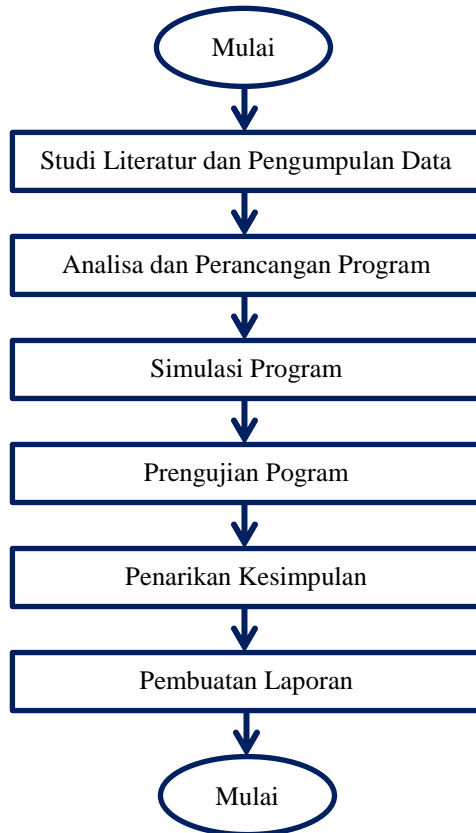 Mulai
Studi Literatur dan Pengumpulan Data
Analisa dan Perancangan Program
Simulasi Program
Prengujian Pogram
Penarikan Kesimpulan
Pembuatan Laporan
Mulai